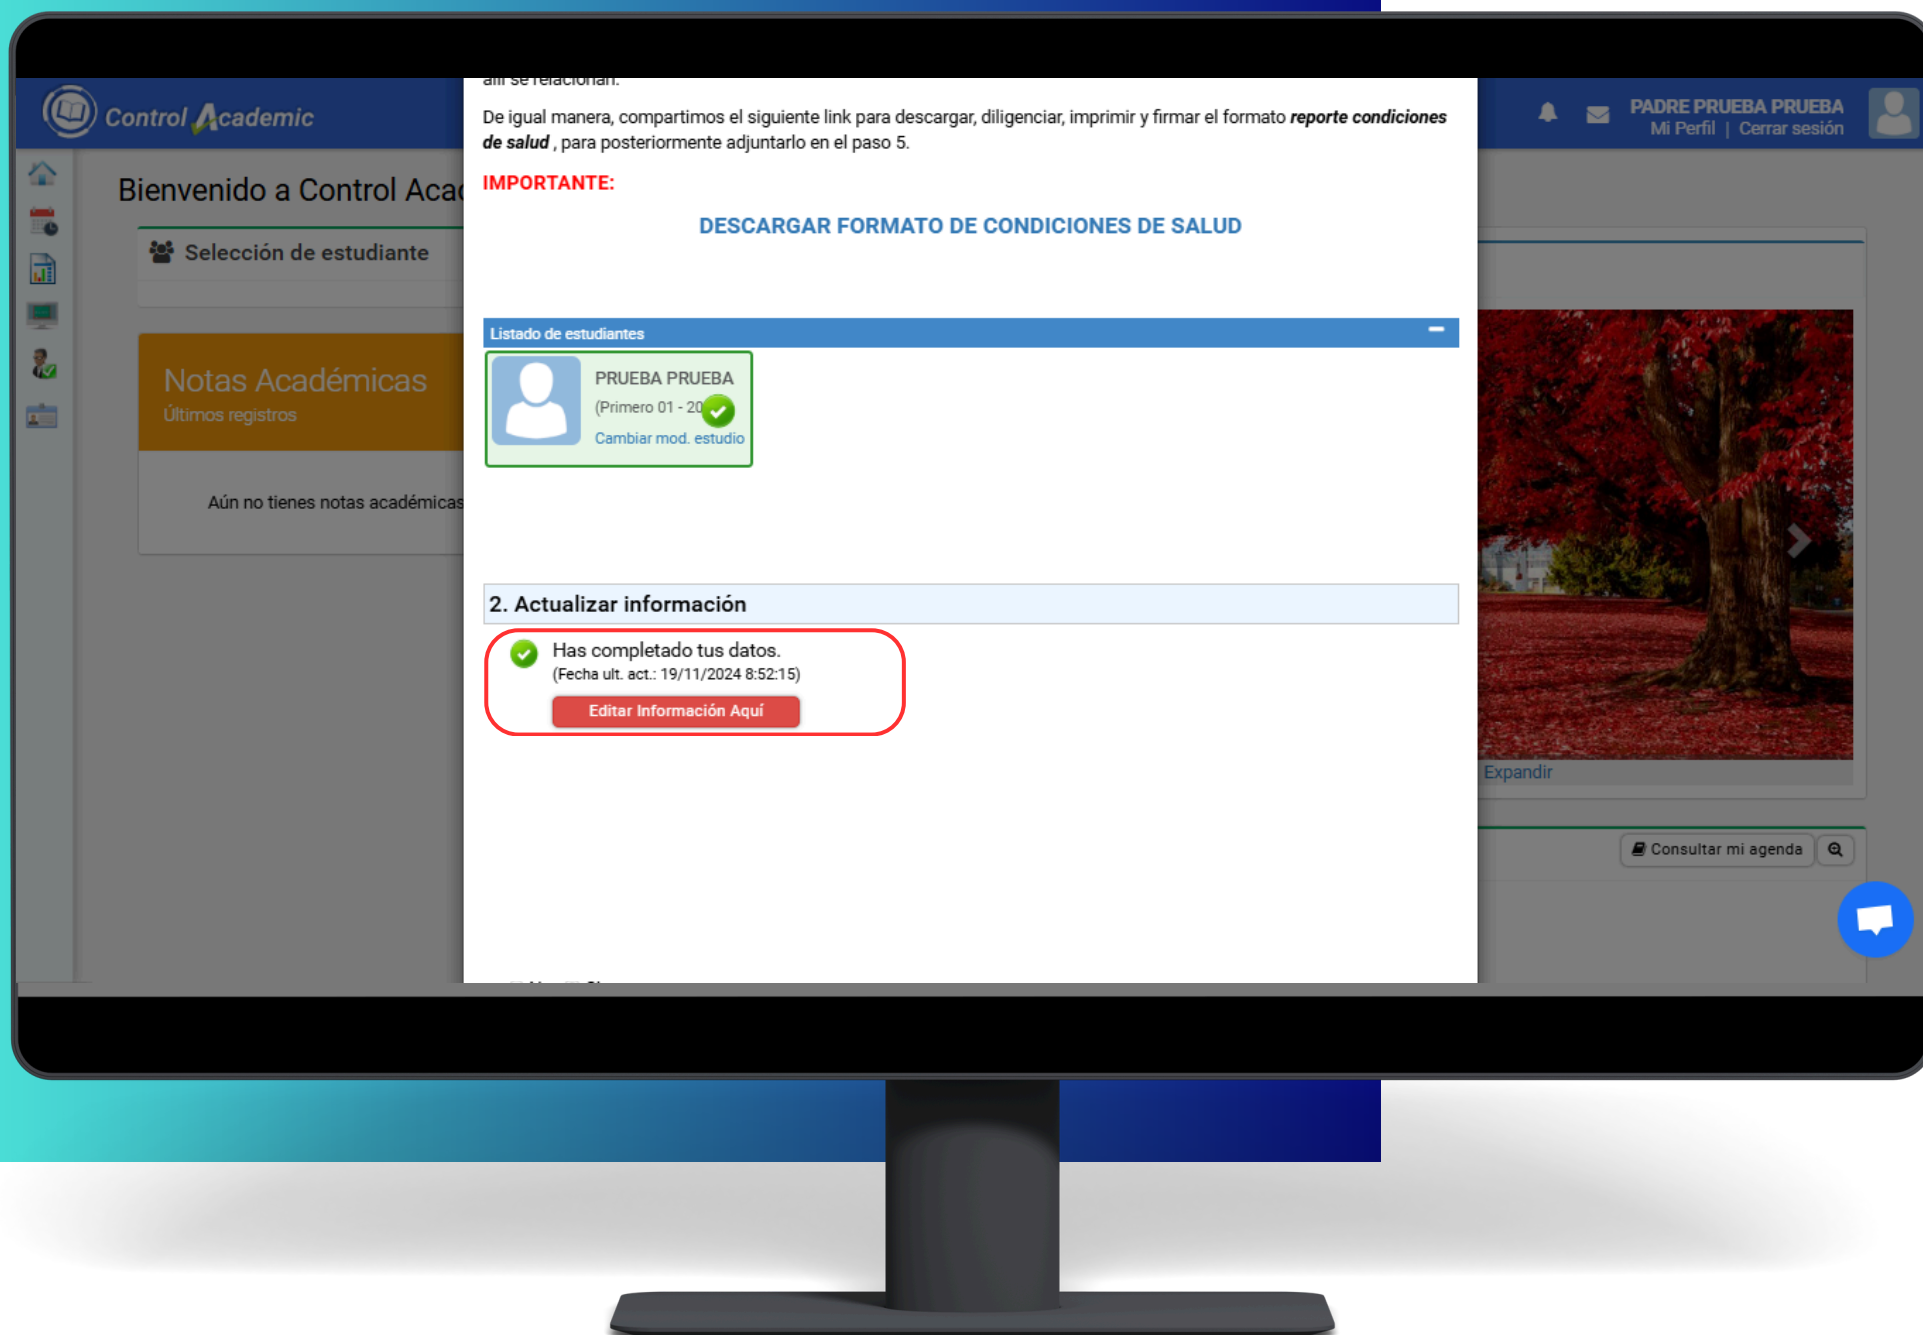 Control Academic
PADRE PRUEBA PRUEBA
Mi Perfil | Cerrar sesión
allí se relacionan.
De igual manera, compartimos el siguiente link para descargar, diligenciar, imprimir y firmar el formato reporte condiciones
de salud , para posteriormente adjuntarlo en el paso 5.
IMPORTANTE:
DESCARGAR FORMATO DE CONDICIONES DE SALUD
Bienvenido a Control Acad
Selección de estudiante
Notas Académicas
Últimos registros
Aún no tienes notas académicas
Listado de estudiantes
PRUEBA PRUEBA
(Primero 01 - 20
Cambiar mod. estudio
2. Actualizar información
Has completado tus datos.
(Fecha ult. act.: 19/11/2024 8:52:15)
Editar Información Aquí
Expandir
Consultar mi agenda